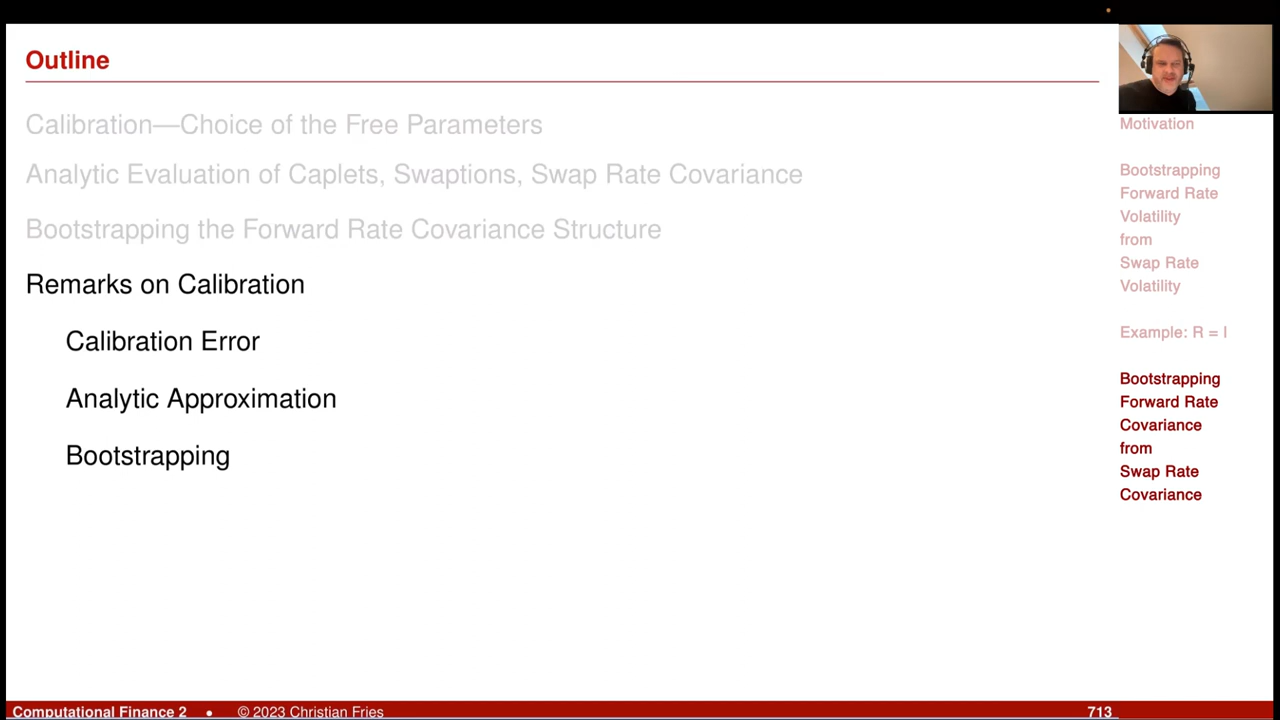 Outline
Calibration—Choice of the Free Parameters
Analytic Evaluation of Caplets, Swaptions, Swap Rate Covariance
Bootstrapping the Forward Rate Covariance Structure
Remarks on Calibration
Calibration Error
Analytic Approximation
Bootstrapping
Motivation
Bootstrapping
Forward Rate
Volatility
from
Swap Rate
Volatility
Example: R = I
Bootstrapping
Forward Rate
Covariance
from
Swap Rate
Covariance
Computational Finance 2 • © 2023 Christian Fries 713